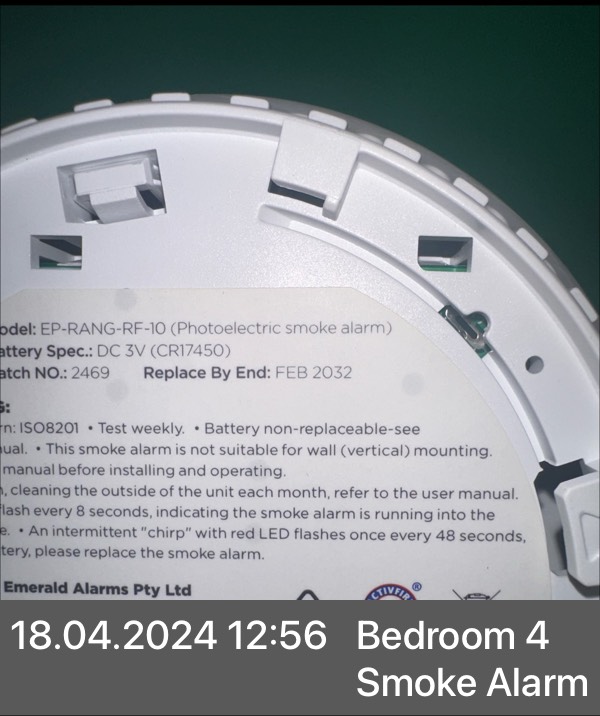 odel: EP-RANG-RF-10 (Photoelectric smoke alarm)
attery Spec.: DC 3V (CR17450)
atch NO.: 2469 Replace By End: FEB 2032
G:
rn: ISO8201 • Test weekly. • Battery non-replaceable-see
ual. • This smoke alarm is not suitable for wall (vertical) mounting.
manual before installing and operating.
, cleaning the outside of the unit each month, refer to the user manual.
lash every 8 seconds, indicating the smoke alarm is running into the
e. • An intermittent "chirp" with red LED flashes once every 48 seconds,
tery, please replace the smoke alarm.
Emerald Alarms Pty Ltd
CTIVFIR ®
18.04.2024 12:56 Bedroom 4
Smoke Alarm